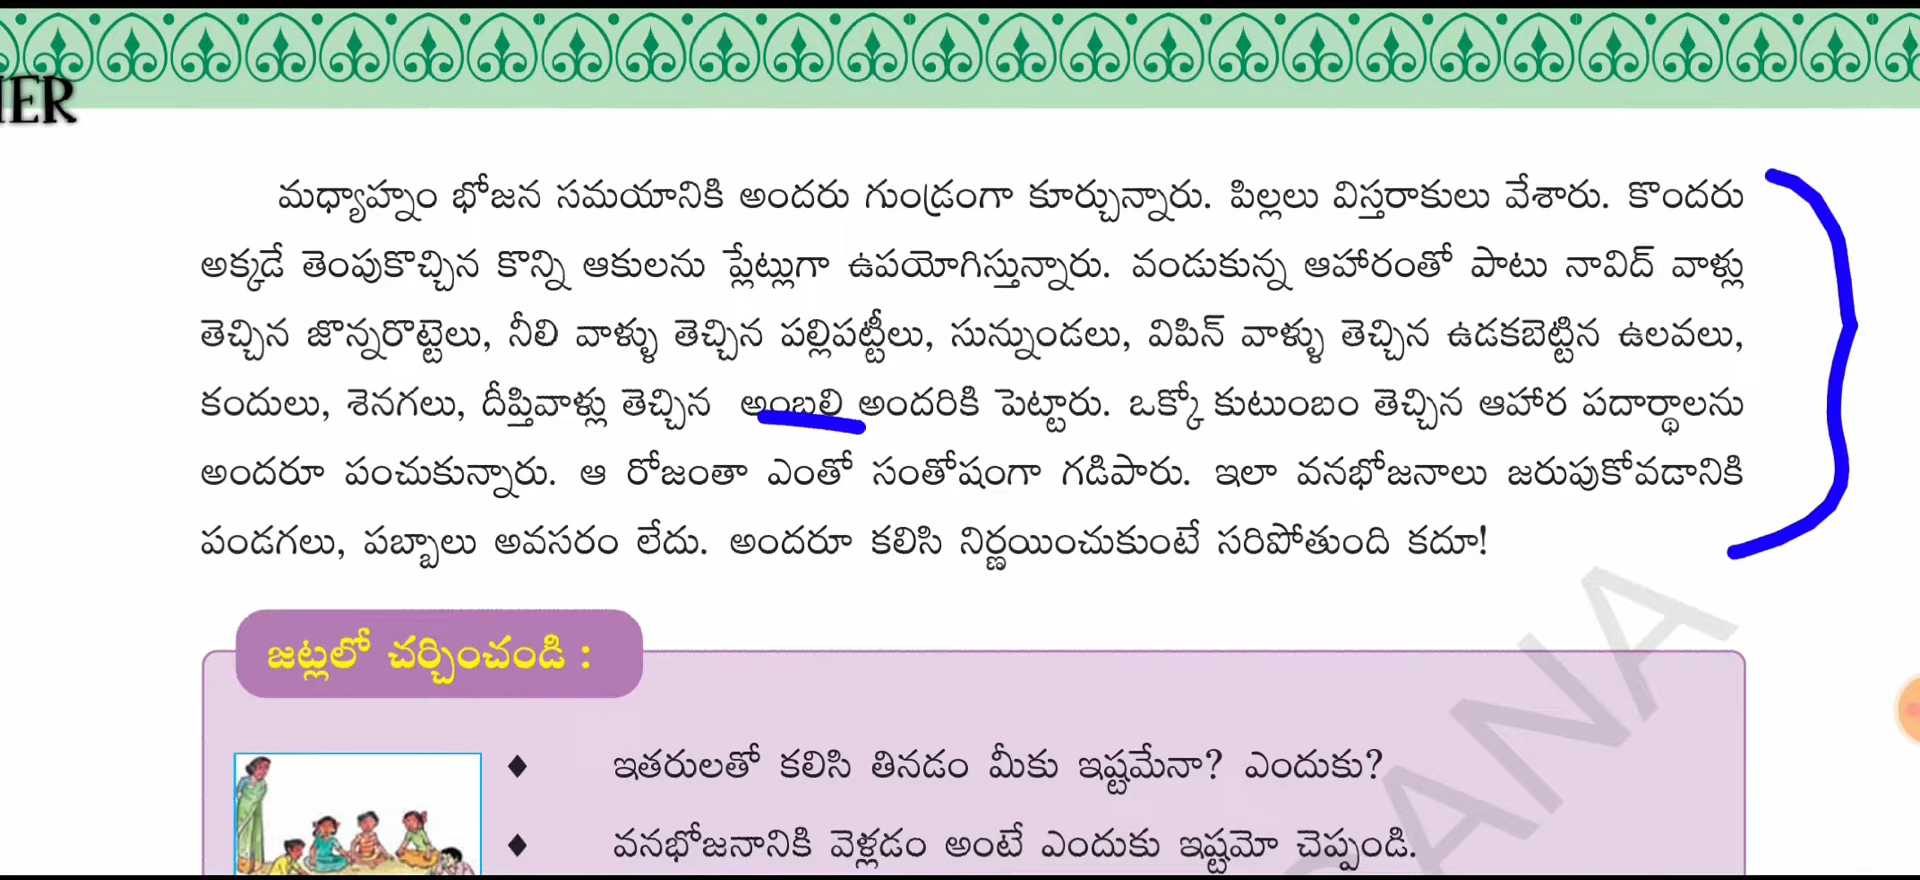 మధ్యాహ్నం భోజన సమయానికి అందరు గుండ్రంగా కూర్చున్నారు. పిల్లలు విస్తరాకులు వేశారు. కొందరు
అక్కడే తెంపుకొచ్చిన కొన్ని ఆకులను ప్లేట్లుగా ఉపయోగిస్తున్నారు. వండుకున్న ఆహారంతో పాటు నావిద్ వాళ్లు
తెచ్చిన జొన్నరొట్టెలు, నీలి వాళ్ళు తెచ్చిన పల్లిపట్టీలు, సున్నుండలు, విపిన్ వాళ్ళు తెచ్చిన ఉడకబెట్టిన ఉలవలు,
కందులు, శెనగలు, దీప్తివాళ్లు తెచ్చిన అంబలి అందరికి పెట్టారు. ఒక్కో కుటుంబం తెచ్చిన ఆహార పదార్థాలను
అందరూ పంచుకున్నారు. ఆ రోజంతా ఎంతో సంతోషంగా గడిపారు. ఇలా వనభోజనాలు జరుపుకోవడానికి
పండగలు, పబ్బాలు అవసరం లేదు. అందరూ కలిసి నిర్ణయించుకుంటే సరిపోతుంది కదూ!
జట్లలో చర్చించండి :
♦ ఇతరులతో కలిసి తినడం మీకు ఇష్టమేనా? ఎందుకు?
♦ వనభోజనానికి వెళ్లడం అంటే ఎందుకు ఇష్టమో చెప్పండి.